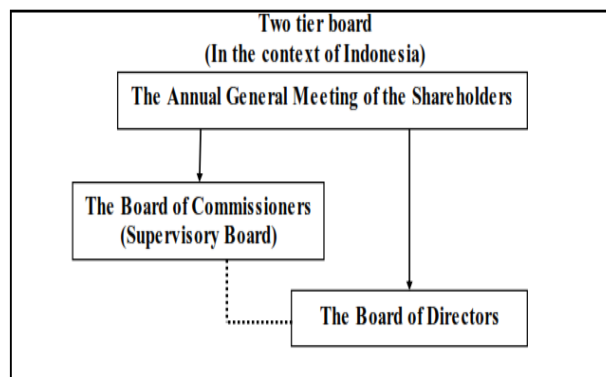 Two tier board
(In the context of Indonesia)
The Annual General Meeting of the Shareholders
The Board of Commissioners
(Supervisory Board)
The Board of Directors